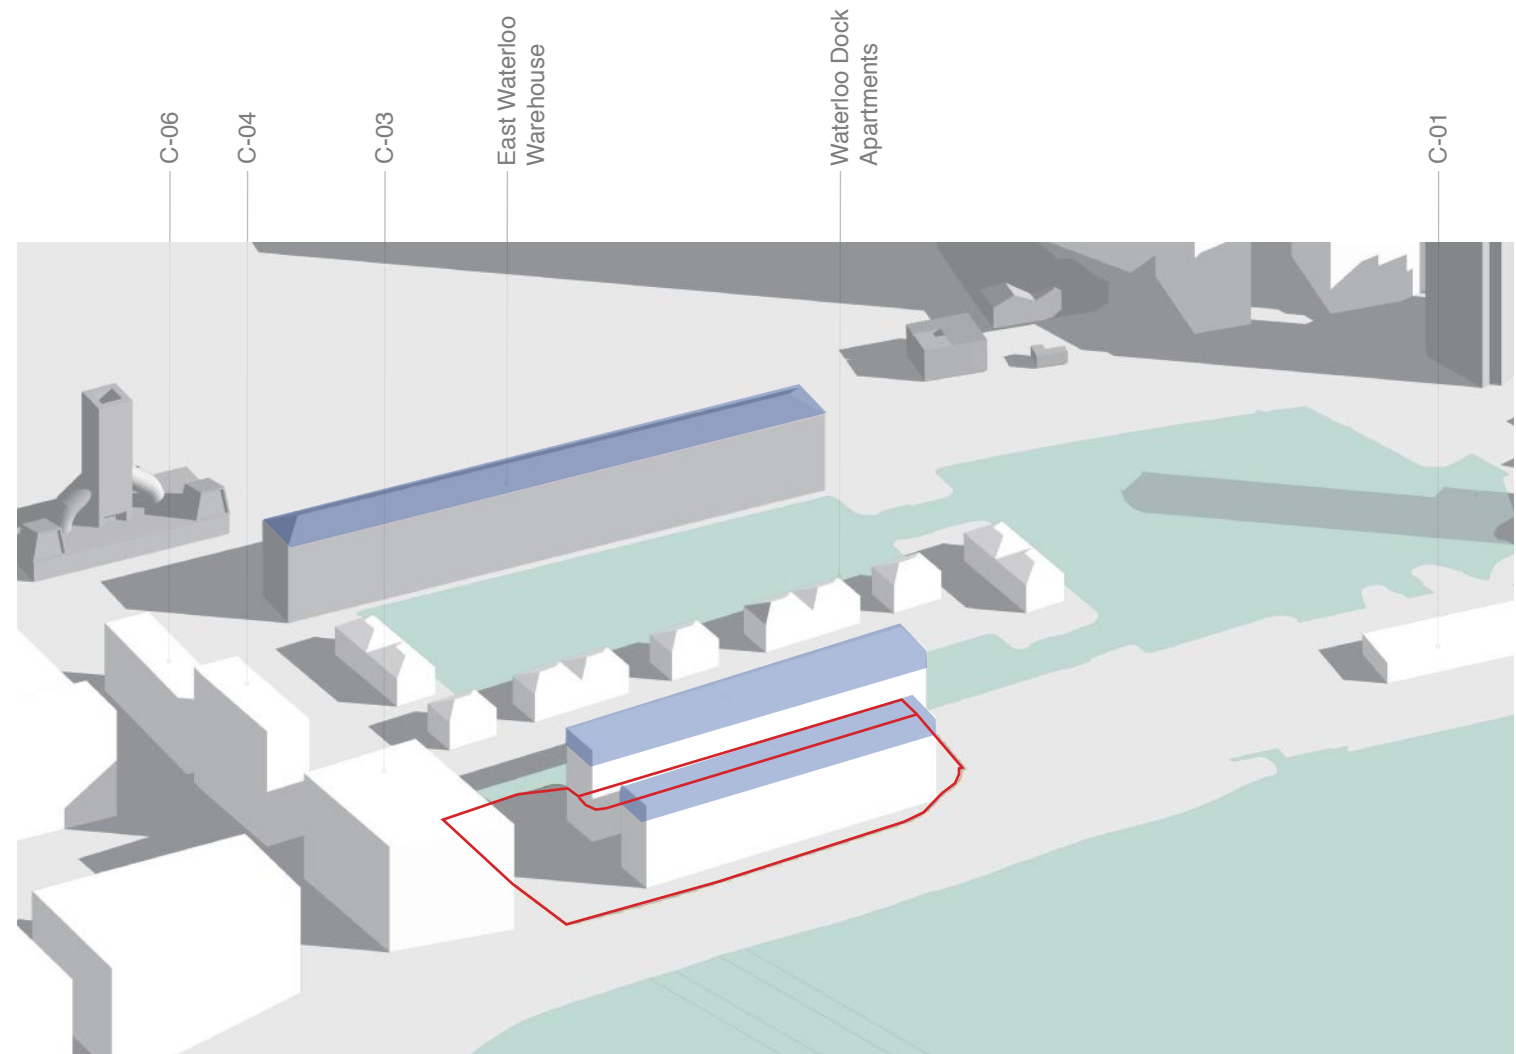 C-06
C-04
C-03
East Waterloo
Warehouse
Waterloo Dock
Apartments
C-01